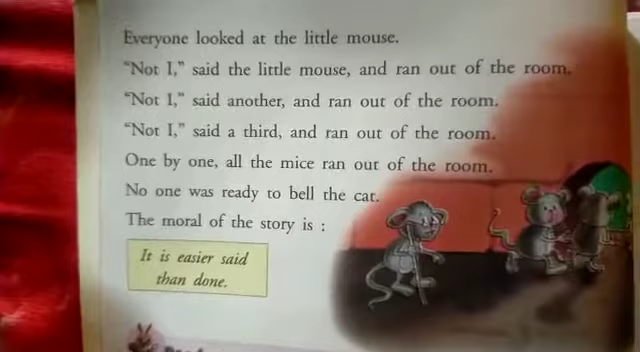 Everyone looked at the little mouse.
"Not I," said the little mouse, and ran out of the room.
"Not I," said another, and ran out of the room.
"Not I," said a third, and ran out of the room.
One by one, all the mice ran out of the room.
No one was ready to bell the cat.
The moral of the story is :
It is easier said
than done.